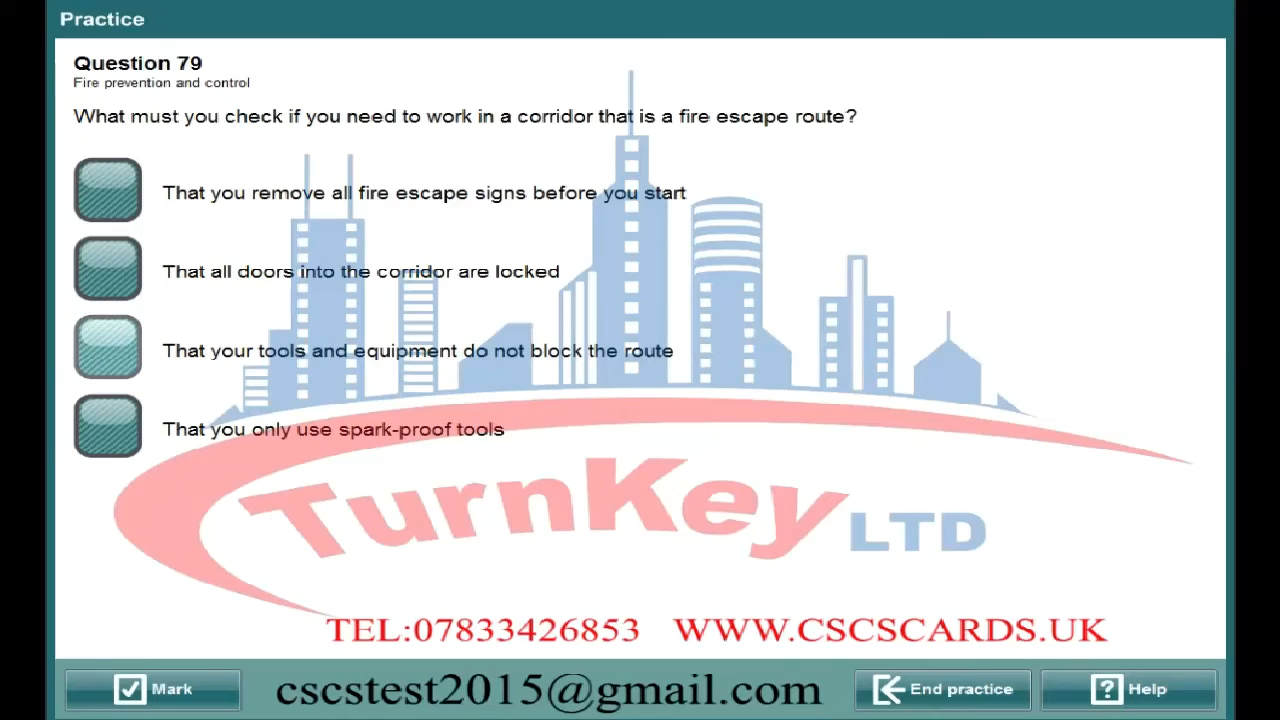 Practice
Question 79
Fire prevention and control
What must you check if you need to work in a corridor that is a fire escape route?
That you remove all fire escape signs before you start
That all doors into the corridor are locked
That your tools and equipment do not block the route
That you only use spark-proof tools
TurnKey LTD
TEL:07833426853 WWW.CSCSCARDS.UK
Mark cscstest2015@gmail.com End practice Help